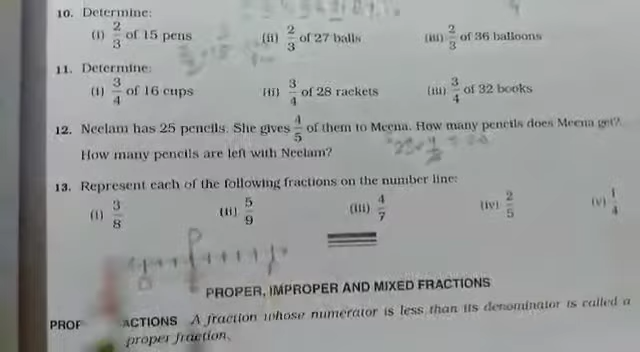 10. Determine:
(i) 2/3 of 15 pens (ii) 2/3 of 27 balls (iii) 2/3 of 36 balloons
11. Determine:
(i) 3/4 of 16 cups (ii) 3/4 of 28 rackets (iii) 3/4 of 32 books
12. Neelam has 25 pencils. She gives 4/5 of them to Meena. How many pencils does Meena get?
How many pencils are left with Neelam?
13. Represent each of the following fractions on the number line:
(i) 3/8 (ii) 5/9 (iii) 4/7 (iv) 2/5 (v) 1/4
PROPER, IMPROPER AND MIXED FRACTIONS
PROP ACTIONS A fraction whose numerator is less than its denominator is called a
proper fraction.